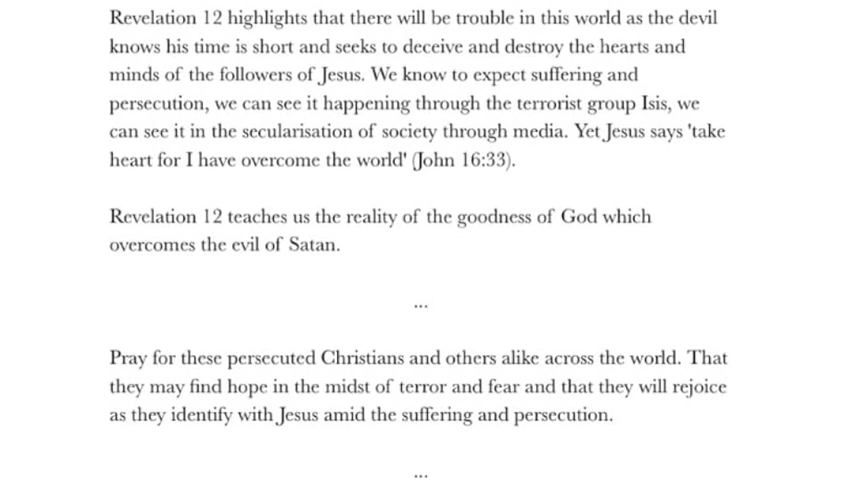 Revelation 12 highlights that there will be trouble in this world as the devil
knows his time is short and seeks to deceive and destroy the hearts and
minds of the followers of Jesus. We know to expect suffering and
persecution, we can see it happening through the terrorist group Isis, we
can see it in the secularisation of society through media. Yet Jesus says 'take
heart for I have overcome the world' (John 16:33).
Revelation 12 teaches us the reality of the goodness of God which
overcomes the evil of Satan.
...
Pray for these persecuted Christians and others alike across the world. That
they may find hope in the midst of terror and fear and that they will rejoice
as they identify with Jesus amid the suffering and persecution.
...